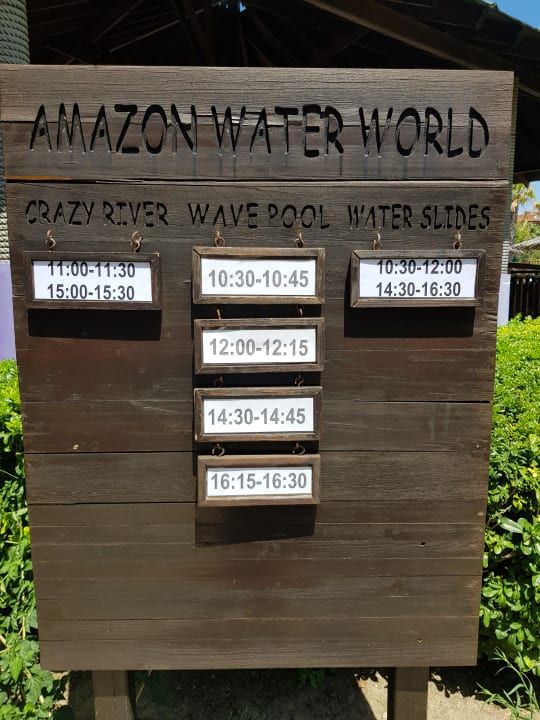 AMAZON WATER WORLD
CRAZY RIVER
11:00-11:30
15:00-15:30
WAVE POOL
10:30-10:45
12:00-12:15
14:30-14:45
16:15-16:30
WATER SLIDES
10:30-12:00
14:30-16:30